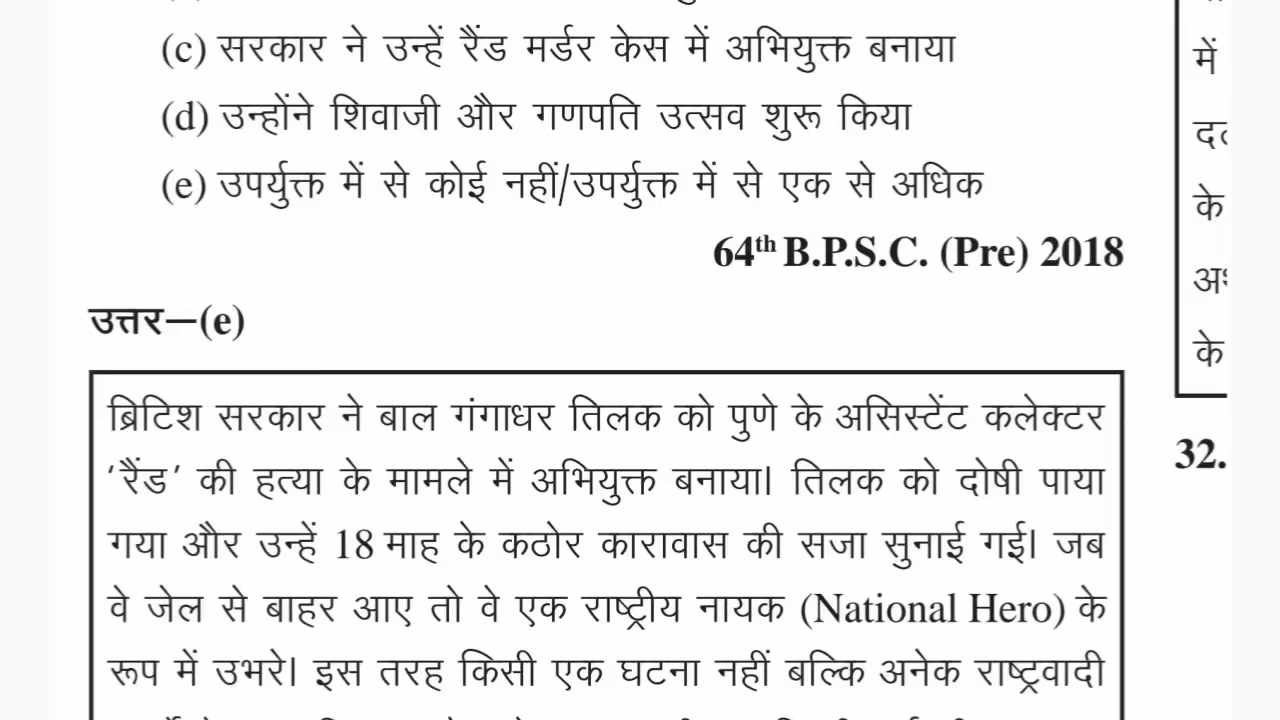 (c) सरकार ने उन्हें रैंड मर्डर केस में अभियुक्त बनाया
(d) उन्होंने शिवाजी और गणपति उत्सव शुरू किया
(e) उपर्युक्त में से कोई नहीं/उपर्युक्त में से एक से अधिक
64th B.P.S.C. (Pre) 2018
उत्तर—(e)
ब्रिटिश सरकार ने बाल गंगाधर तिलक को पुणे के असिस्टेंट कलेक्टर
‘रैंड’ की हत्या के मामले में अभियुक्त बनाया। तिलक को दोषी पाया
गया और उन्हें 18 माह के कठोर कारावास की सजा सुनाई गई। जब
वे जेल से बाहर आए तो वे एक राष्ट्रीय नायक (National Hero) के
रूप में उभरे। इस तरह किसी एक घटना नहीं बल्कि अनेक राष्ट्रवादी
में
के
के
32.